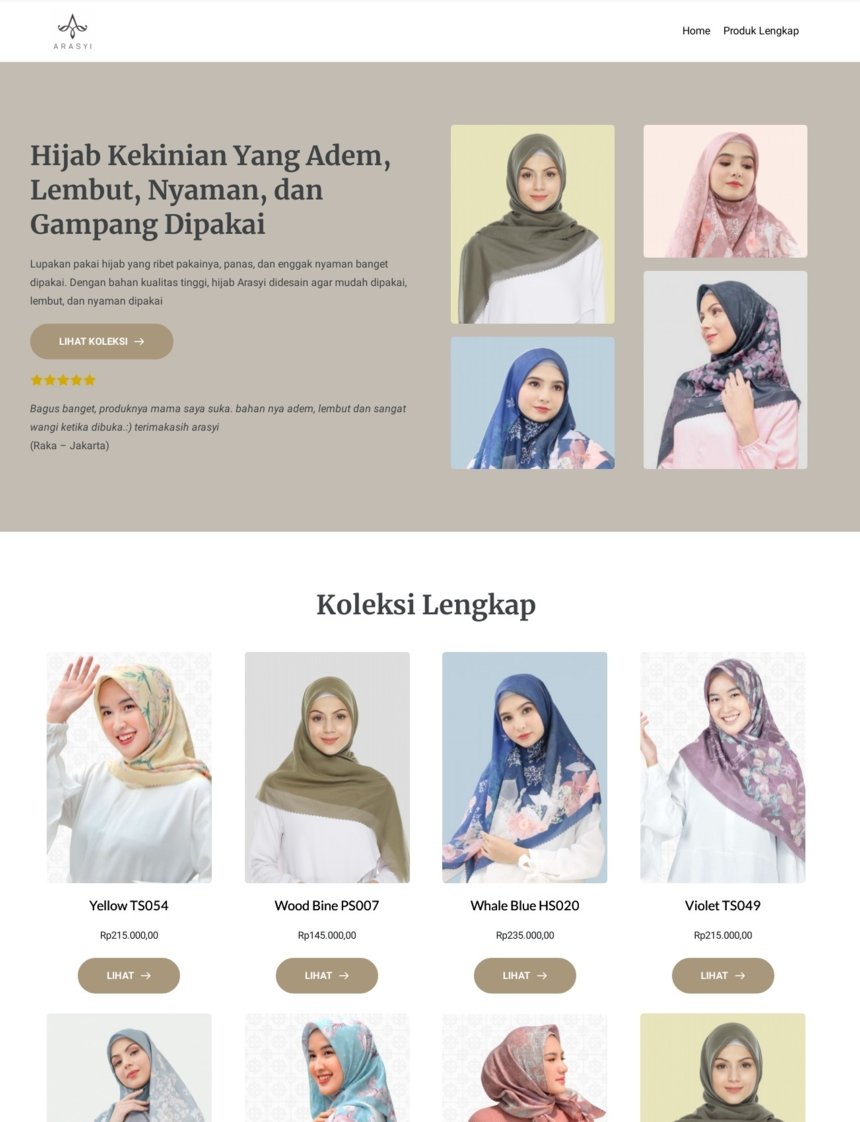 ARASYI
Home
Produk Lengkap
Hijab Kekinian Yang Adem,
Lembut, Nyaman, dan
Gampang Dipakai
Lupakan pakai hijab yang ribet pakainya, panas, dan enggak nyaman banget
dipakai. Dengan bahan kualitas tinggi, hijab Arasyi didesain agar mudah dipakai,
lembut, dan nyaman dipakai
LIHAT KOLEKSI →
Bagus banget, produknya mama saya suka. bahan nya adem, lembut dan sangat
wangi ketika dibuka.:) terimakasih arasyi
(Raka – Jakarta)
Koleksi Lengkap
Yellow TS054
Rp215.000,00
LIHAT →
Wood Bine PS007
Rp145.000,00
LIHAT →
Whale Blue HS020
Rp235.000,00
LIHAT →
Violet TS049
Rp215.000,00
LIHAT →